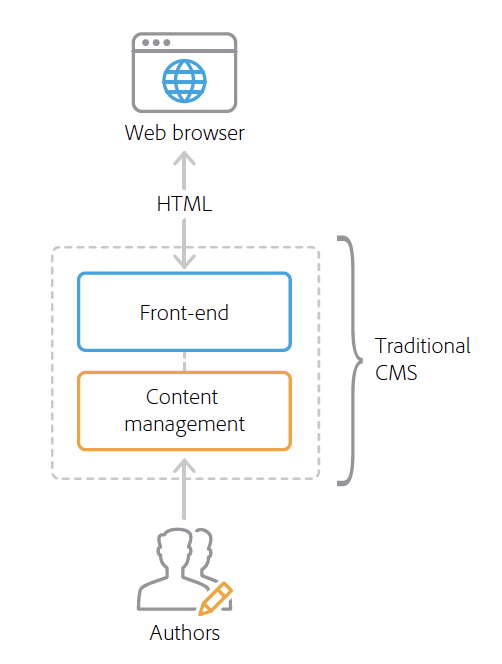 Web browser
HTML
Front-end
Traditional
CMS
Content
management
Authors